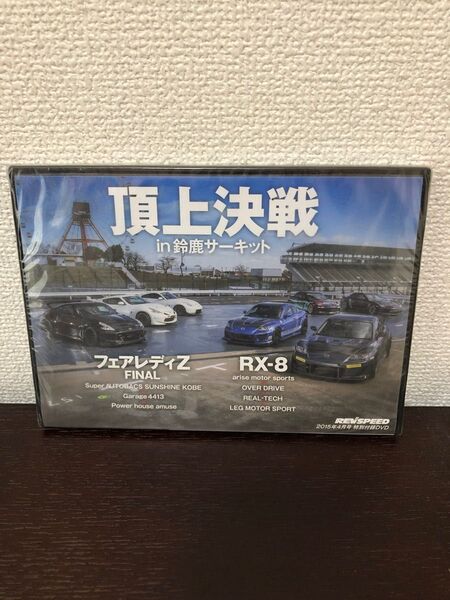 頂上決戦
in 鈴鹿サーキット
フェアレディZ
FINAL
Super AUTOBACS SUNSHINE KOBE
Garage 4413
Power house amuse
RX-8
arise motor sports
OVER DRIVE
REAL-TECH
LEG MOTOR SPORT
REVSPEED
2015年4月号 特別付録DVD